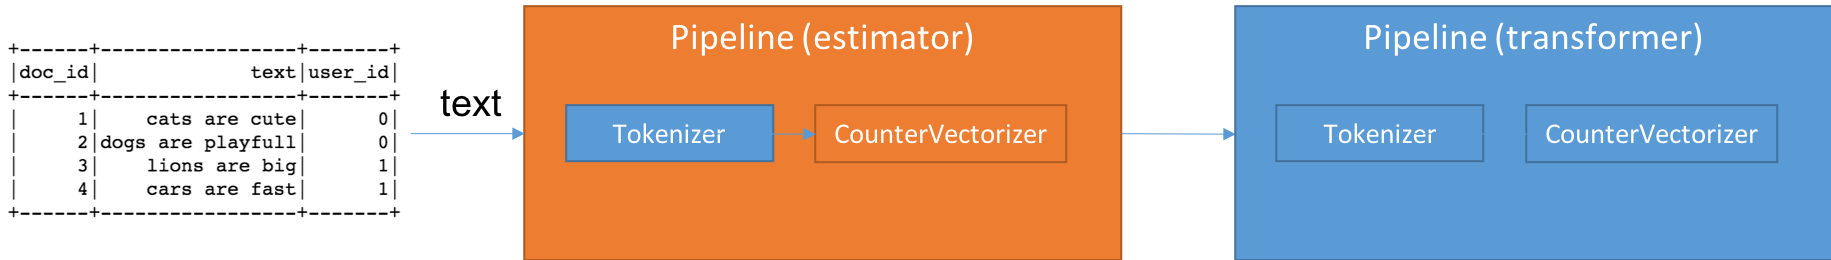 +------+-----------------+-------+
|doc_id|             text|user_id|
+------+-----------------+-------+
|     1|    cats are cute|      0|
|     2|dogs are playfull|      0|
|     3|    lions are big|      1|
|     4|    cars are fast|      1|
+------+-----------------+-------+
text
Pipeline (estimator)
Tokenizer
CounterVectorizer
Pipeline (transformer)
Tokenizer
CounterVectorizer